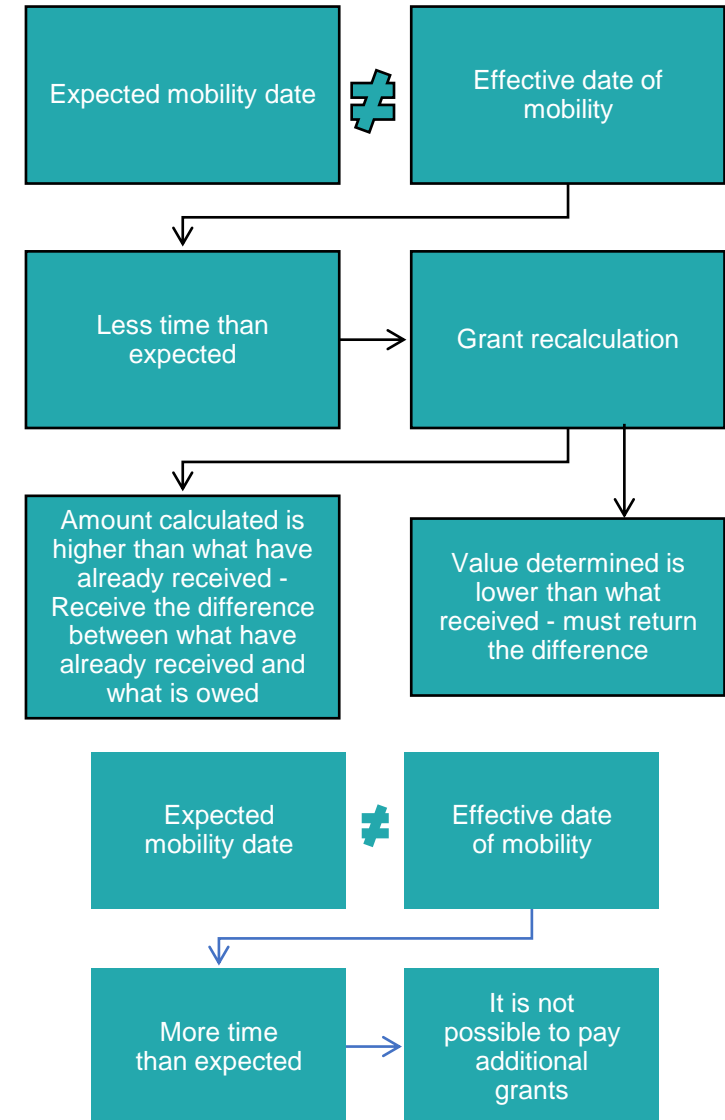 Expected mobility date
≠
Effective date of
mobility
Less time than
expected
Grant recalculation
Amount calculated is
higher than what have
already received -
Receive the difference
between what have
already received and
what is owed
Value determined is
lower than what
received - must return
the difference
Expected
mobility date
≠
Effective date
of mobility
More time
than expected
It is not
possible to pay
additional
grants